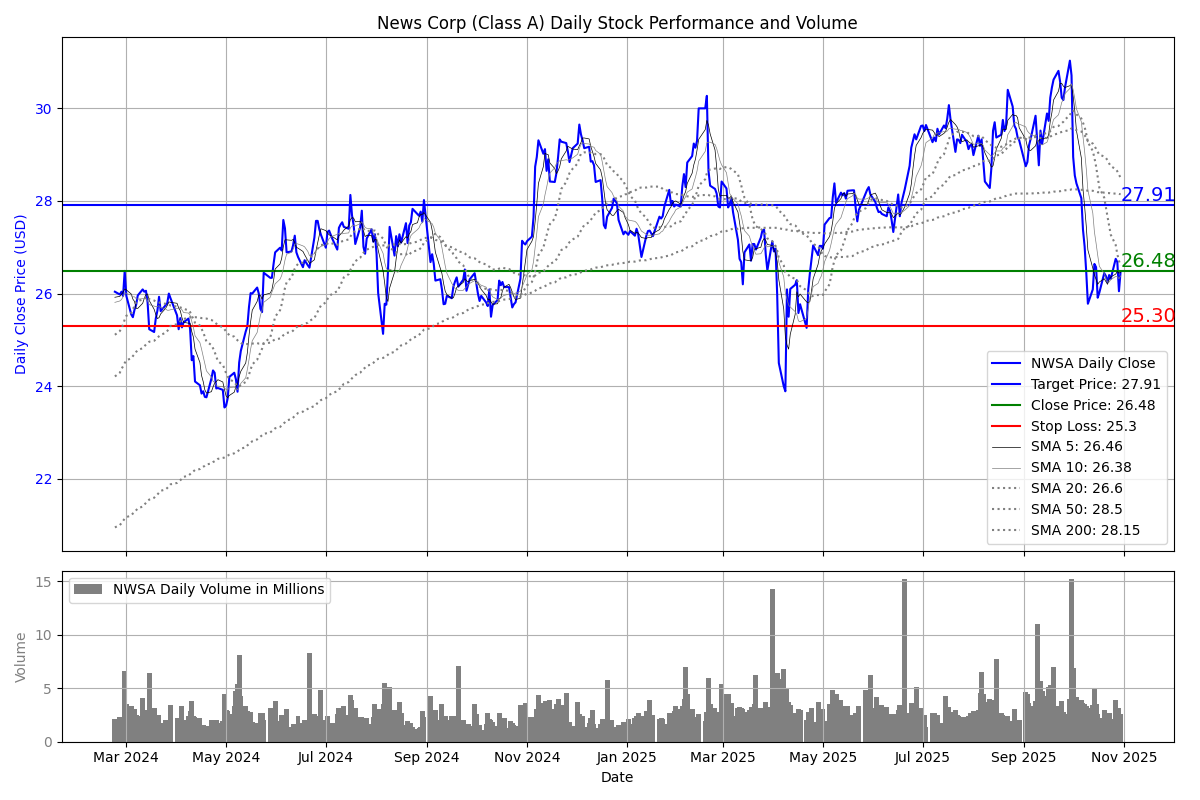 News Corp (Class A) Daily Stock Performance and Volume
Daily Close Price (USD)
30
28
26
24
22
27.91
26.48
25.30
NWSA Daily Close
Target Price: 27.91
Close Price: 26.48
Stop Loss: 25.3
SMA 5: 26.46
SMA 10: 26.38
SMA 20: 26.6
SMA 50: 28.5
SMA 200: 28.15
Volume
15
10
5
0
NWSA Daily Volume in Millions
Mar 2024 May 2024 Jul 2024 Sep 2024 Nov 2024 Jan 2025 Mar 2025 May 2025 Jul 2025 Sep 2025 Nov 2025
Date